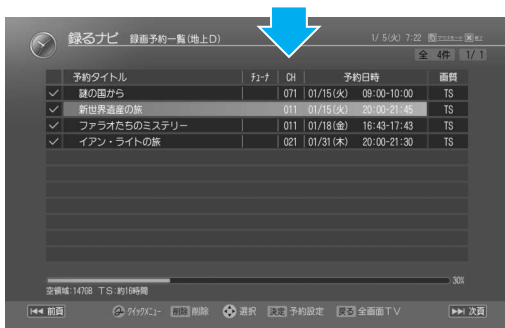 録るナビ 録画予約一覧(地上D) 1/ 5(火) 7:22
全 4件 1/ 1
予約タイトル ﾁｭｰﾅ CH 予約日時 画質
謎の国から 071 01/15(火) 09:00-10:00 TS
新世界遺産の旅 011 01/15(火) 20:00-21:45 TS
ファラオたちのミステリー 011 01/18(金) 16:43-17:43 TS
イアン・ライトの旅 021 01/31(木) 20:00-21:30 TS
30%
空領域:147GB TS:約16時間
前頁 ｸｲｯｸﾒﾆｭｰ 削除 削除 選択 決定 予約設定 戻る 全画面TV 次頁